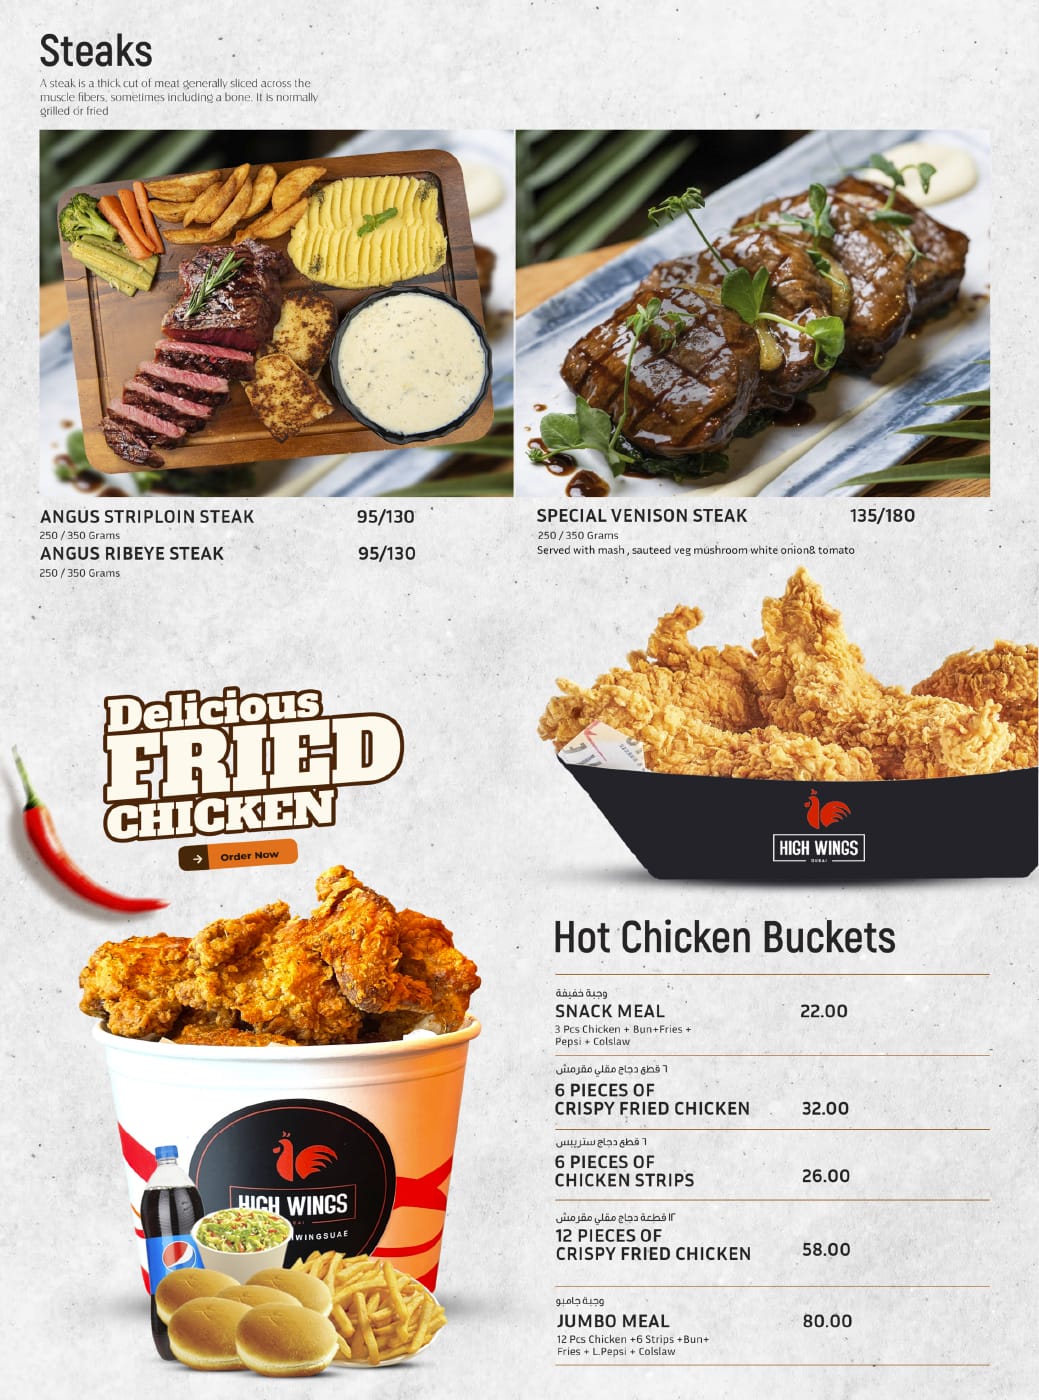 Steaks
A steak is a thick cut of meat generally sliced across the
muscle fibers, sometimes including a bone. It is normally
grilled or fried
ANGUS STRIPLOIN STEAK 95/130
250 / 350 Grams
ANGUS RIBEYE STEAK 95/130
250 / 350 Grams
SPECIAL VENISON STEAK 135/180
250 / 350 Grams
Served with mash , sauteed veg mushroom white onion& tomato
Delicious
FRIED
CHICKEN
→ Order Now
HIGH WINGS
DUBAI
HIGH WINGS
WINGSUAE
Hot Chicken Buckets
وجبة خفيفة
SNACK MEAL 22.00
3 Pcs Chicken + Bun+Fries +
Pepsi + Colslaw
٦ قطع دجاج مقلي مقرمش
6 PIECES OF
CRISPY FRIED CHICKEN 32.00
٦ قطع دجاج ستريبس
6 PIECES OF
CHICKEN STRIPS 26.00
١٢ قطعة دجاج مقلي مقرمش
12 PIECES OF
CRISPY FRIED CHICKEN 58.00
وجبة جامبو
JUMBO MEAL 80.00
12 Pcs Chicken +6 Strips +Bun+
Fries + L.Pepsi + Colslaw